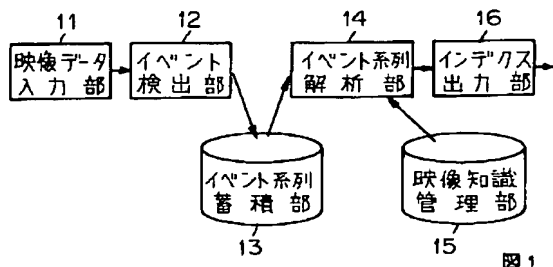 11
映像データ
入力部
12
イベント
検出部
14
イベント系列
解析部
16
インデクス
出力部
イベント系列
蓄積部
13
映像知識
管理部
15
図1